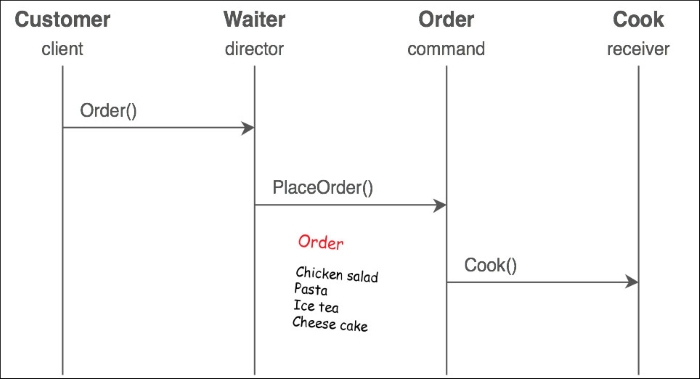 Customer Waiter Order Cook
client director command receiver
Order()
PlaceOrder()
Order
Cook()
Chicken salad
Pasta
Ice tea
Cheese cake